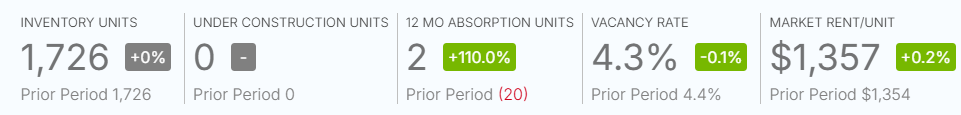 INVENTORY UNITS
1,726 +0%
Prior Period 1,726
UNDER CONSTRUCTION UNITS
0 -
Prior Period 0
12 MO ABSORPTION UNITS
2 +110.0%
Prior Period (20)
VACANCY RATE
4.3% -0.1%
Prior Period 4.4%
MARKET RENT/UNIT
$1,357 +0.2%
Prior Period $1,354